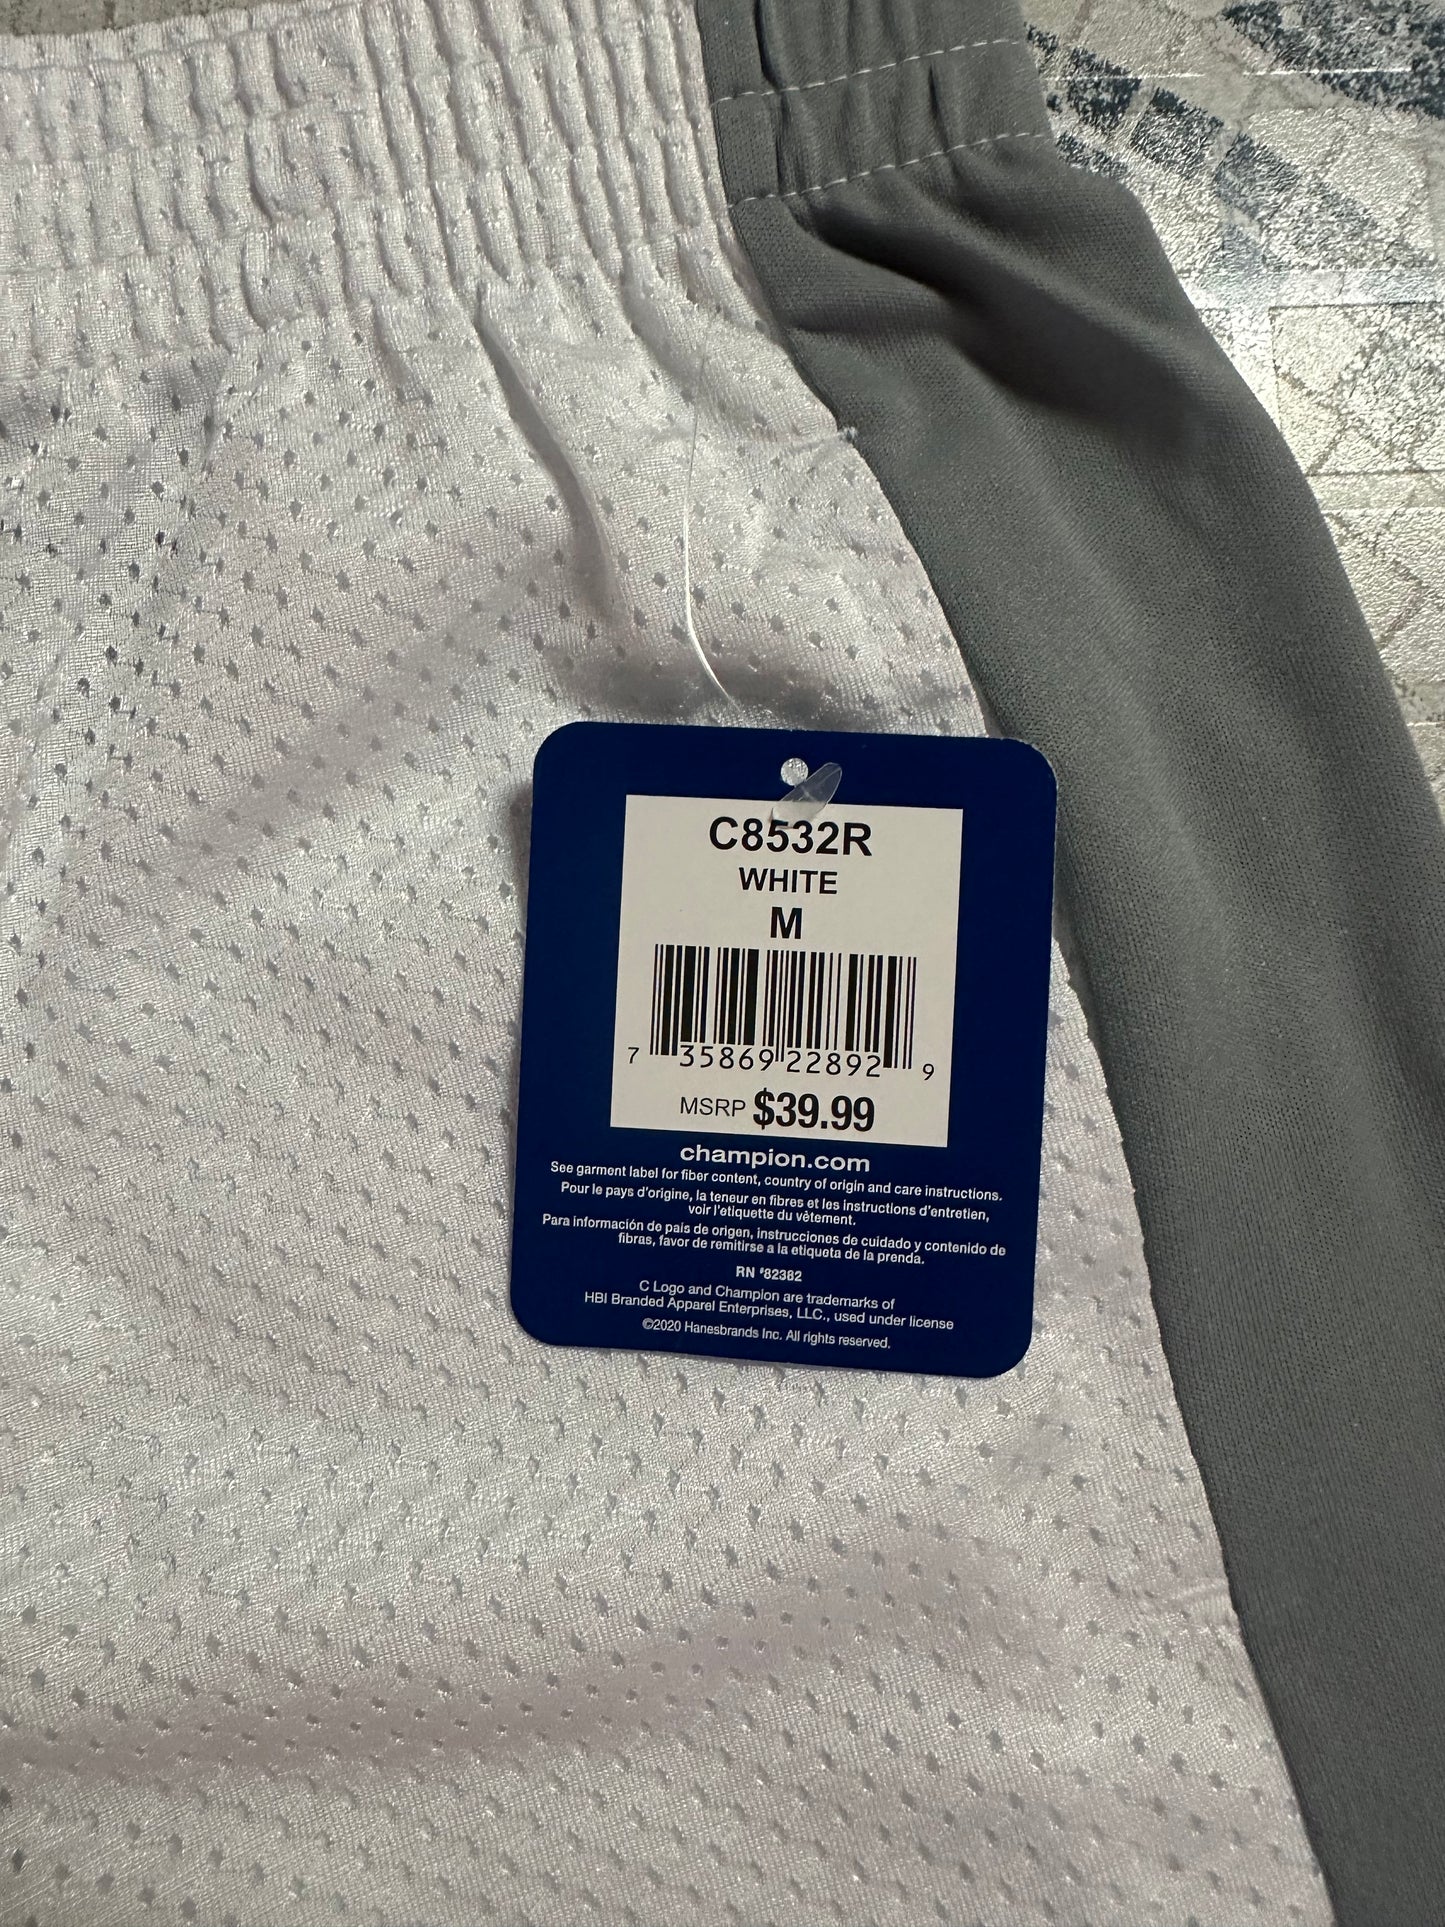 C8532R
WHITE
M
7 35869 22892 9
MSRP $39.99
champion.com
See garment label for fiber content, country of origin and care instructions.
Pour le pays d'origine, la teneur en fibres et les instructions d'entretien,
voir l'etiquette du vètement.
Para información de pais de origen, instrucciones de cuidado y contenido de
fibras, favor de remitirse a la etiqueta de la prenda.
RN #82382
C Logo and Champion are trademarks of
HBI Branded Apparel Enterprises, LLC., used under license
©2020 Hanesbrands Inc. All rights reserved.